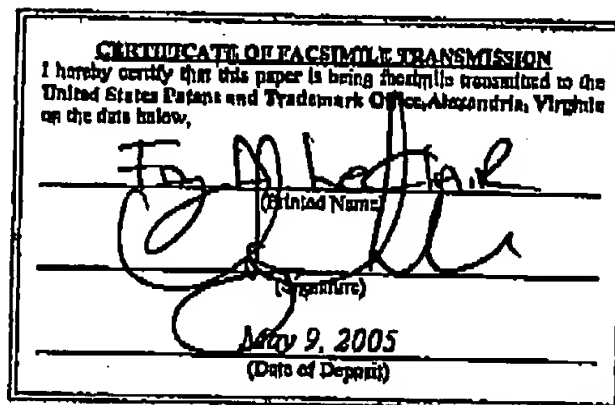 CERTIFICATE OF FACSIMILE TRANSMISSION
I hereby certify that this paper is being facsimile transmitted to the
United States Patent and Trademark Office, Alexandria, Virginia
on the date below,
(Printed Name)
(Signature)
May 9, 2005
(Date of Deposit)